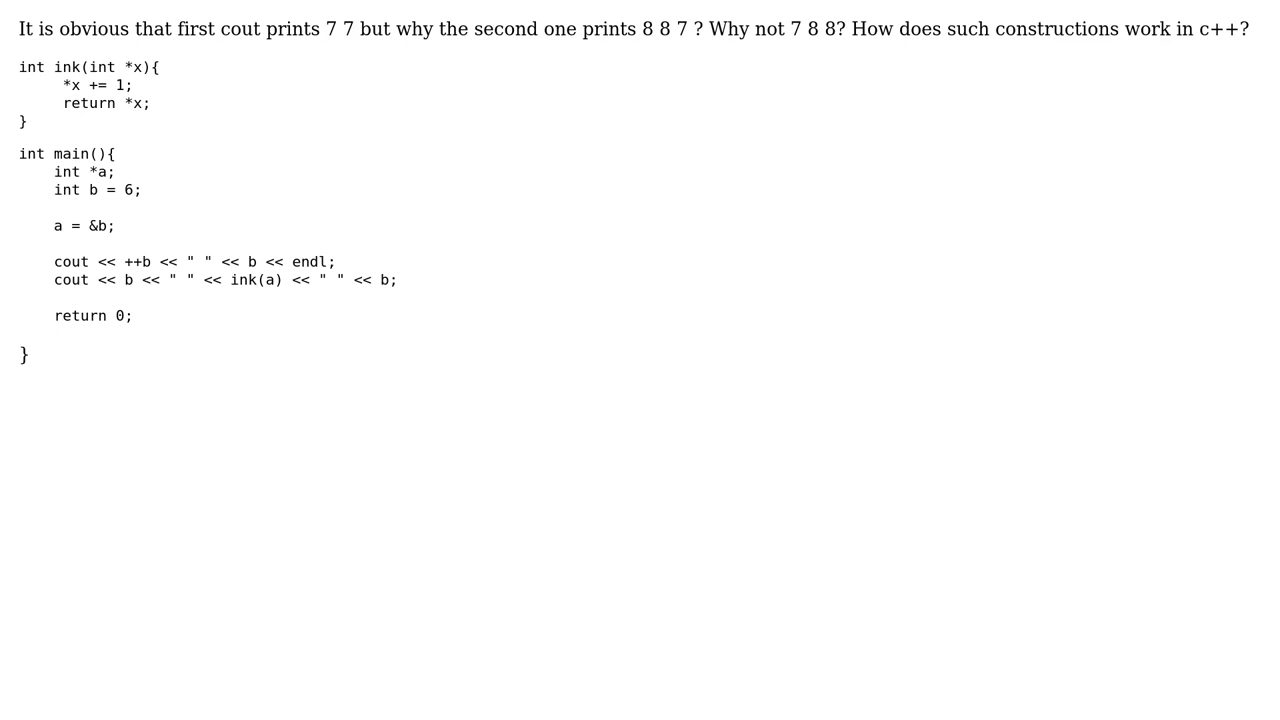 It is obvious that first cout prints 7 7 but why the second one prints 8 8 7 ? Why not 7 8 8? How does such constructions work in c++?
int ink(int *x){
     *x += 1;
     return *x;
}
int main(){
    int *a;
    int b = 6;
    a = &b;
    cout << ++b << " " << b << endl;
    cout << b << " " << ink(a) << " " << b;
    return 0;
}